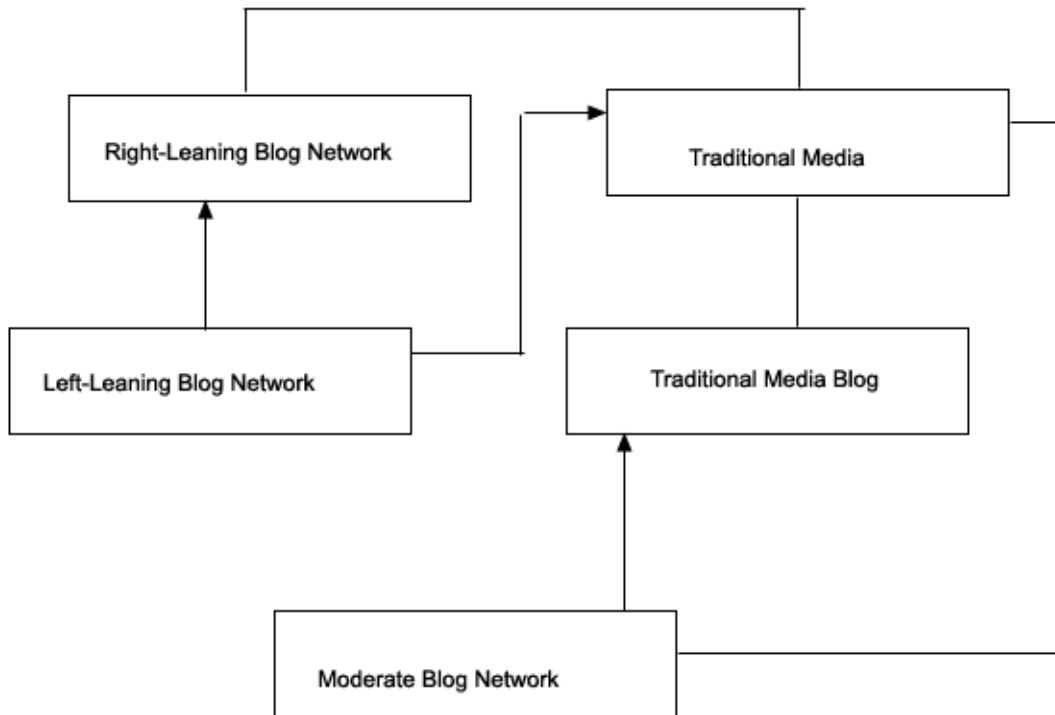 Right-Leaning Blog Network
Traditional Media
Left-Leaning Blog Network
Traditional Media Blog
Moderate Blog Network